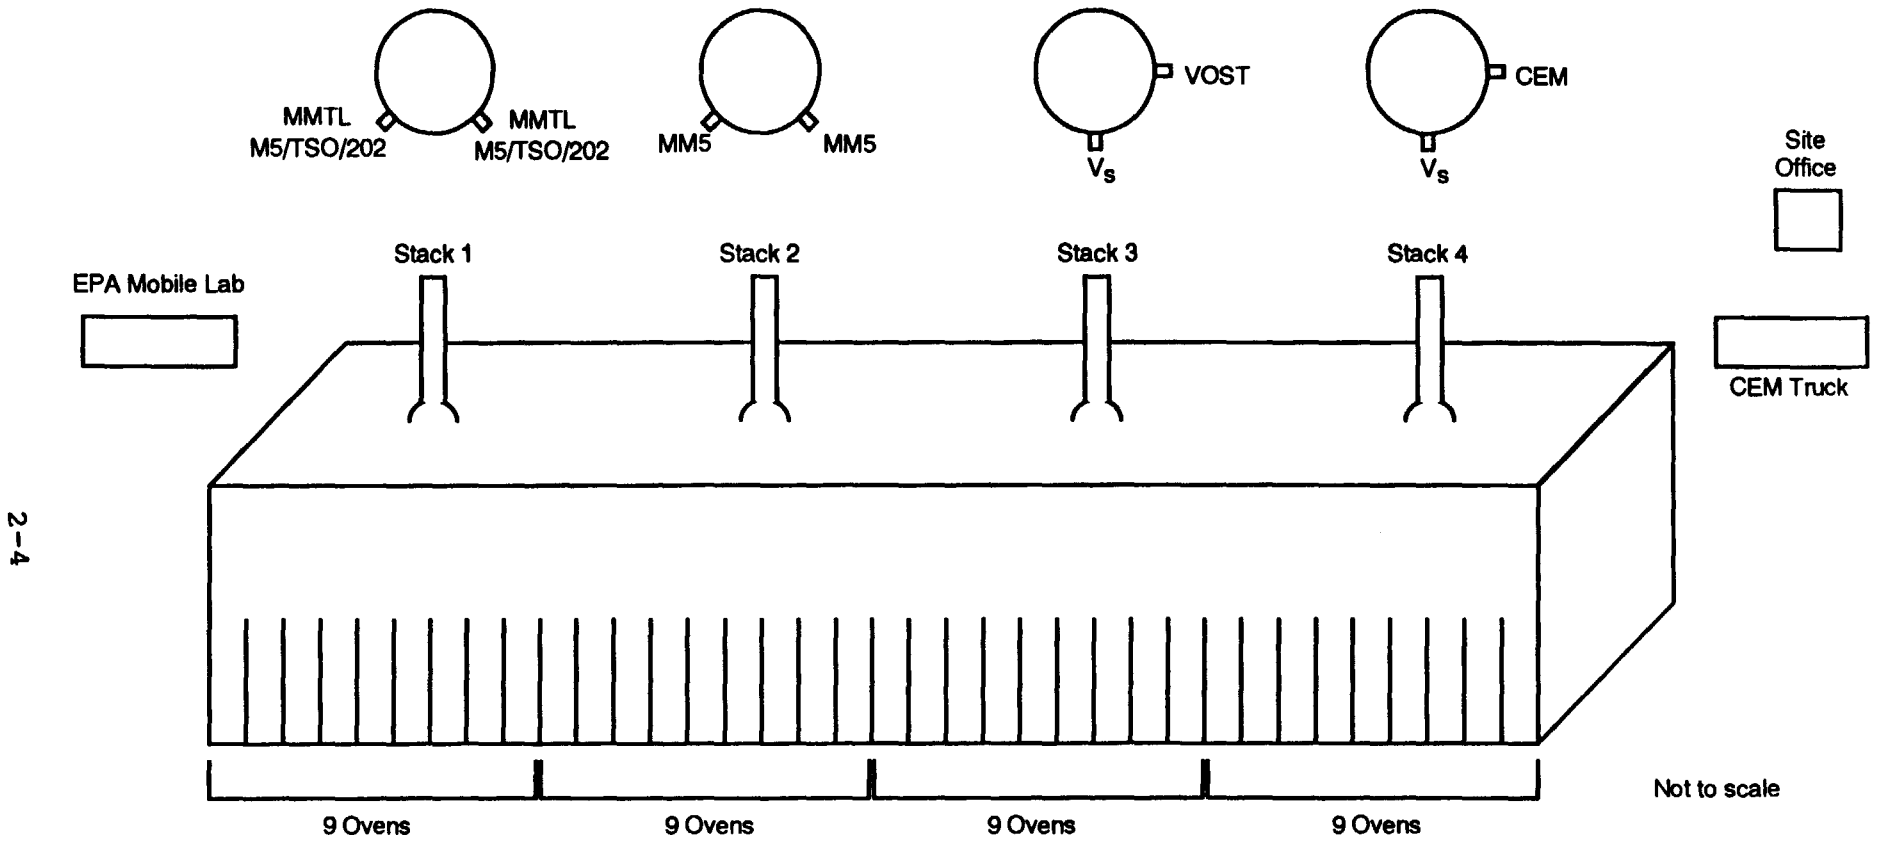 MMTL
M5/TSO/202
MMTL
M5/TSO/202
MM5
MM5
VOST
Vs
CEM
Vs
Site
Office
Stack 1
Stack 2
Stack 3
Stack 4
EPA Mobile Lab
CEM Truck
2-4
Not to scale
9 Ovens
9 Ovens
9 Ovens
9 Ovens